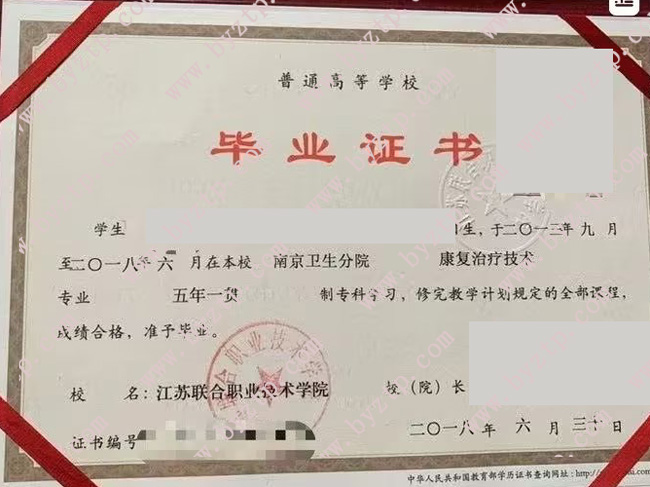 普通高等学校
毕业证书
学生 生,于二〇一三年九月
至二〇一八年六月在本校 南京卫生分院 康复治疗技术
专业 五年一贯 制专科学习,修完教学计划规定的全部课程,
成绩合格,准予毕业。
校 名:江苏联合职业技术学院 校(院)长
证书编号
二〇一八年 六月 三十日
中华人民共和国教育部学历证书查询网址:http://
www.byztp.com